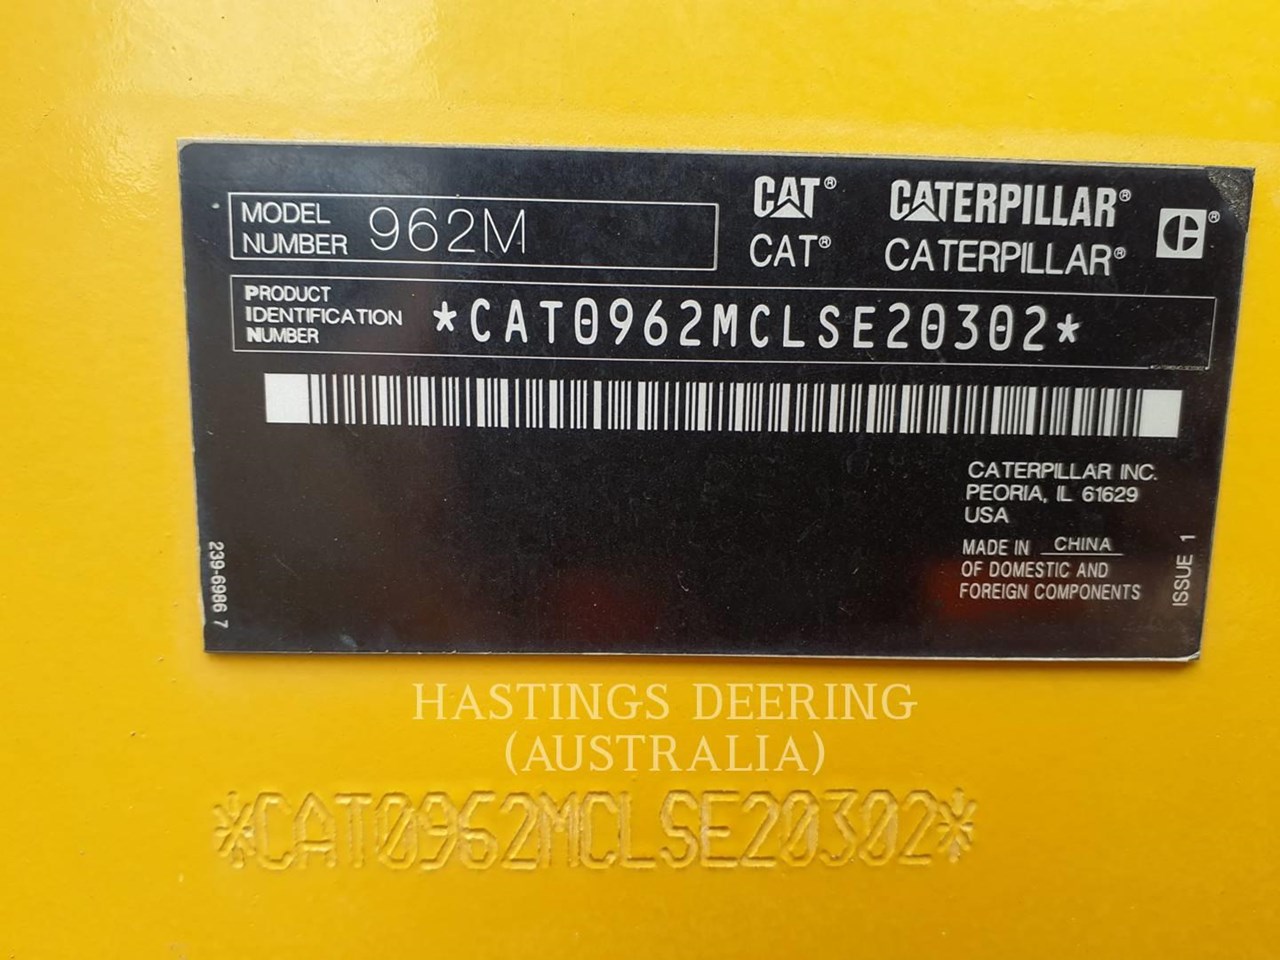 MODEL NUMBER 962M
CAT® CATERPILLAR® ®
CAT® CATERPILLAR®
PRODUCT
IDENTIFICATION
NUMBER
*CAT0962MCLSE20302*
CATERPILLAR INC.
PEORIA, IL 61629
USA
MADE IN CHINA
OF DOMESTIC AND
FOREIGN COMPONENTS
ISSUE 1
239-6986 7
HASTINGS DEERING
(AUSTRALIA)
*CAT0962MCLSE20302*